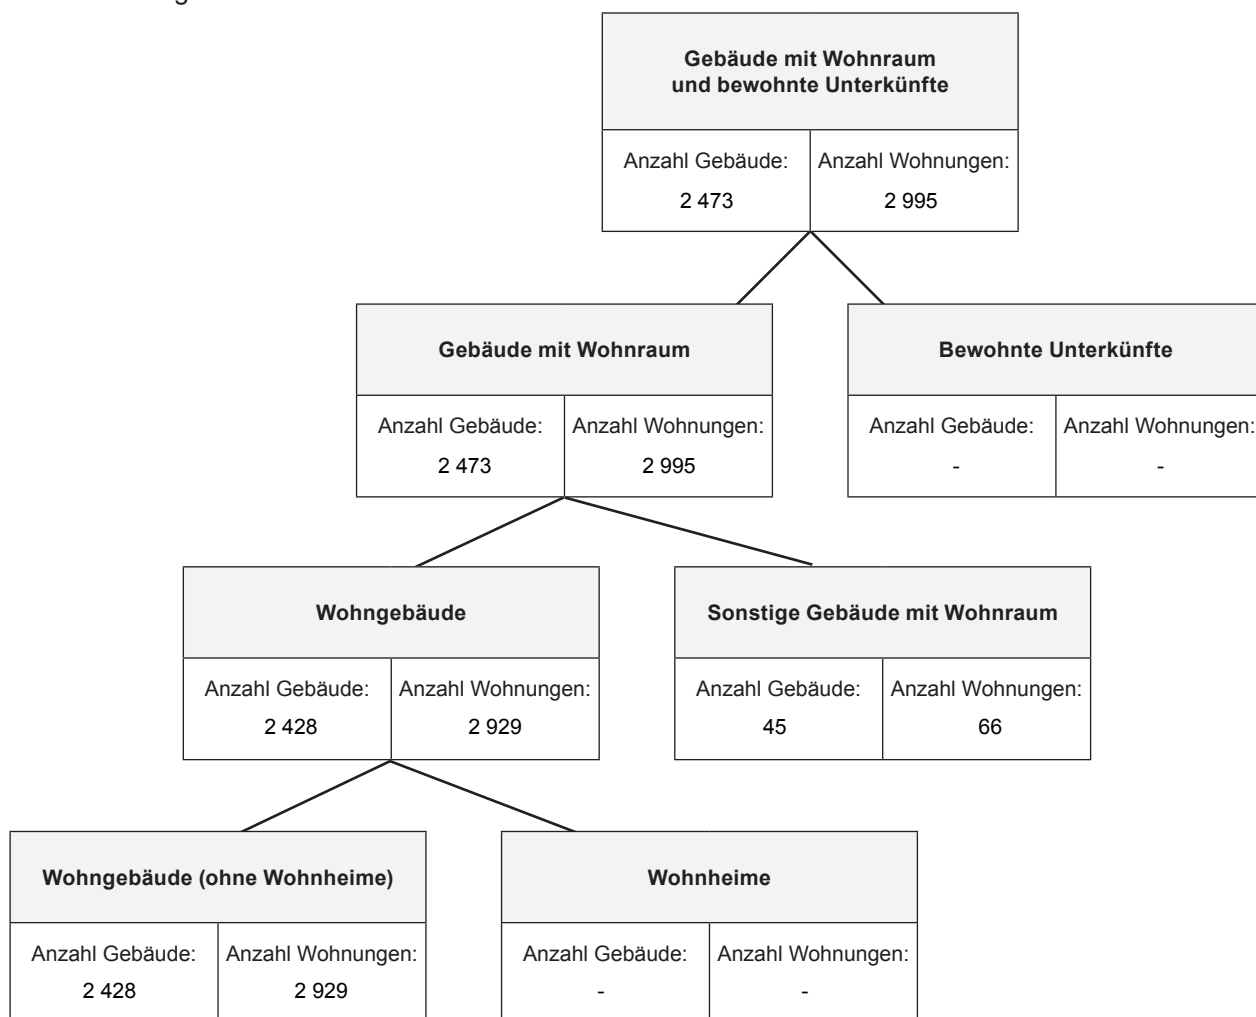 Gebäude mit Wohnraum
und bewohnte Unterkünfte
Anzahl Gebäude: Anzahl Wohnungen:
2 473 2 995
Gebäude mit Wohnraum
Anzahl Gebäude: Anzahl Wohnungen:
2 473 2 995
Bewohnte Unterkünfte
Anzahl Gebäude: Anzahl Wohnungen:
- -
Wohngebäude
Anzahl Gebäude: Anzahl Wohnungen:
2 428 2 929
Sonstige Gebäude mit Wohnraum
Anzahl Gebäude: Anzahl Wohnungen:
45 66
Wohngebäude (ohne Wohnheime)
Anzahl Gebäude: Anzahl Wohnungen:
2 428 2 929
Wohnheime
Anzahl Gebäude: Anzahl Wohnungen:
- -